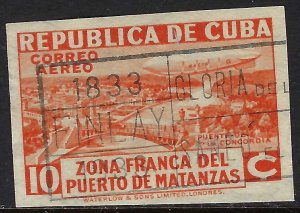 REPUBLICA DE CUBA
CORREO
AEREO
1833
GLORIA DE L
FINLAY
PUENTE
DE LA CONCORDIA
ZONA FRANCA DEL
10 PUERTO DE MATANZAS C
WATERLOW & SONS LIMITED, LONDRES.